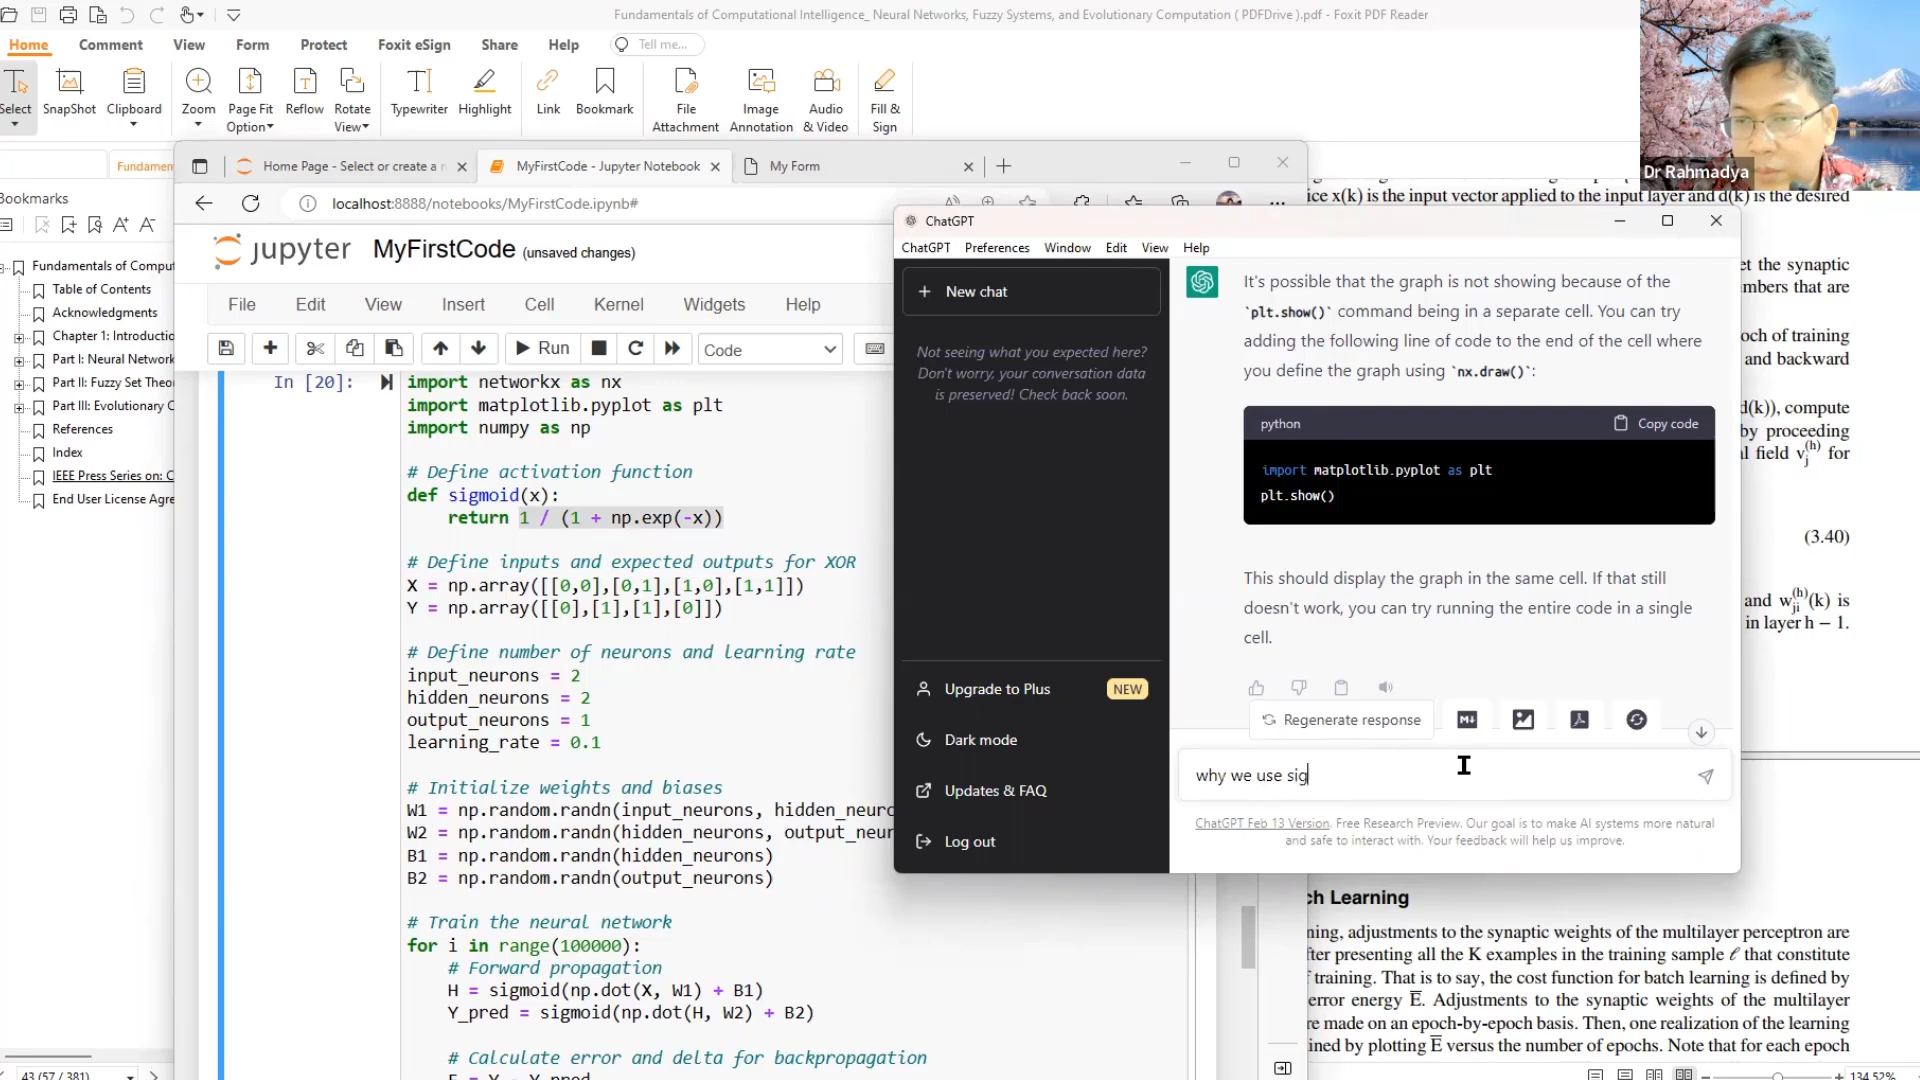 Fundamentals of Computational Intelligence_ Neural Networks, Fuzzy Systems, and Evolutionary Computation ( PDFDrive ).pdf - Foxit PDF Reader
Home Comment View Form Protect Foxit eSign Share Help Tell me...
Select SnapShot Clipboard Zoom Page Fit Option Reflow Rotate View Typewriter Highlight Link Bookmark File Attachment Image Annotation Audio & Video Fill & Sign
Dr Rahmadya
Fundamen
Home Page - Select or create a n
MyFirstCode - Jupyter Notebook
My Form
localhost:8888/notebooks/MyFirstCode.ipynb#
Bookmarks
Fundamentals of Comput
Table of Contents
Acknowledgments
Chapter 1: Introductio
Part I: Neural Network
Part II: Fuzzy Set Theo
Part III: Evolutionary C
References
Index
IEEE Press Series on: C
End User License Agre
43 (57 / 381)
jupyter MyFirstCode (unsaved changes)
File Edit View Insert Cell Kernel Widgets Help
Run
Code
In [20]:
import networkx as nx
import matplotlib.pyplot as plt
import numpy as np
# Define activation function
def sigmoid(x):
return 1 / (1 + np.exp(-x))
# Define inputs and expected outputs for XOR
X = np.array([[0,0],[0,1],[1,0],[1,1]])
Y = np.array([[0],[1],[1],[0]])
# Define number of neurons and learning rate
input_neurons = 2
hidden_neurons = 2
output_neurons = 1
learning_rate = 0.1
# Initialize weights and biases
W1 = np.random.randn(input_neurons, hidden_neuro
W2 = np.random.randn(hidden_neurons, output_neur
B1 = np.random.randn(hidden_neurons)
B2 = np.random.randn(output_neurons)
# Train the neural network
for i in range(100000):
# Forward propagation
H = sigmoid(np.dot(X, W1) + B1)
Y_pred = sigmoid(np.dot(H, W2) + B2)
# Calculate error and delta for backpropagation
ChatGPT
ChatGPT Preferences Window Edit View Help
New chat
Not seeing what you expected here?
Don't worry, your conversation data
is preserved! Check back soon.
Upgrade to Plus NEW
Dark mode
Updates & FAQ
Log out
It's possible that the graph is not showing because of the
`plt.show()` command being in a separate cell. You can try
adding the following line of code to the end of the cell where
you define the graph using `nx.draw()`:
python Copy code
import matplotlib.pyplot as plt
plt.show()
This should display the graph in the same cell. If that still
doesn't work, you can try running the entire code in a single
cell.
Regenerate response
why we use sig
ChatGPT Feb 13 Version. Free Research Preview. Our goal is to make AI systems more natural
and safe to interact with. Your feedback will help us improve.
ice x(k) is the input vector applied to the input layer and d(k) is the desired
et the synaptic
mbers that are
och of training
and backward
d(k)), compute
by proceeding
l field vj(h) for
(3.40)
and wji(h)(k) is
in layer h − 1.
ch Learning
ning, adjustments to the synaptic weights of the multilayer perceptron are
fter presenting all the K examples in the training sample ℓ that constitute
f training. That is to say, the cost function for batch learning is defined by
error energy E. Adjustments to the synaptic weights of the multilayer
re made on an epoch-by-epoch basis. Then, one realization of the learning
ined by plotting E versus the number of epochs. Note that for each epoch
134.52%